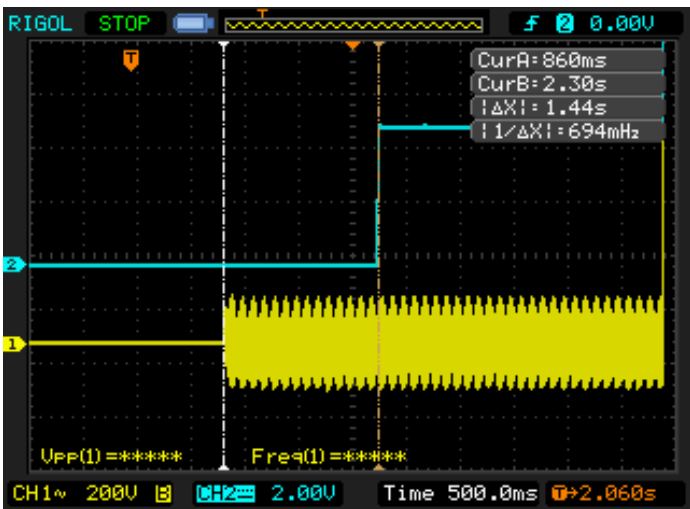 RIGOL STOP T f 2 0.00V
T
CurA:860ms
CurB:2.30s
|ΔX|:1.44s
|1/ΔX|:694mHz
2
1
Vpp(1)=***** Freq(1)=*****
CH1~ 200V B CH2 2.00V Time 500.0ms T→2.060s